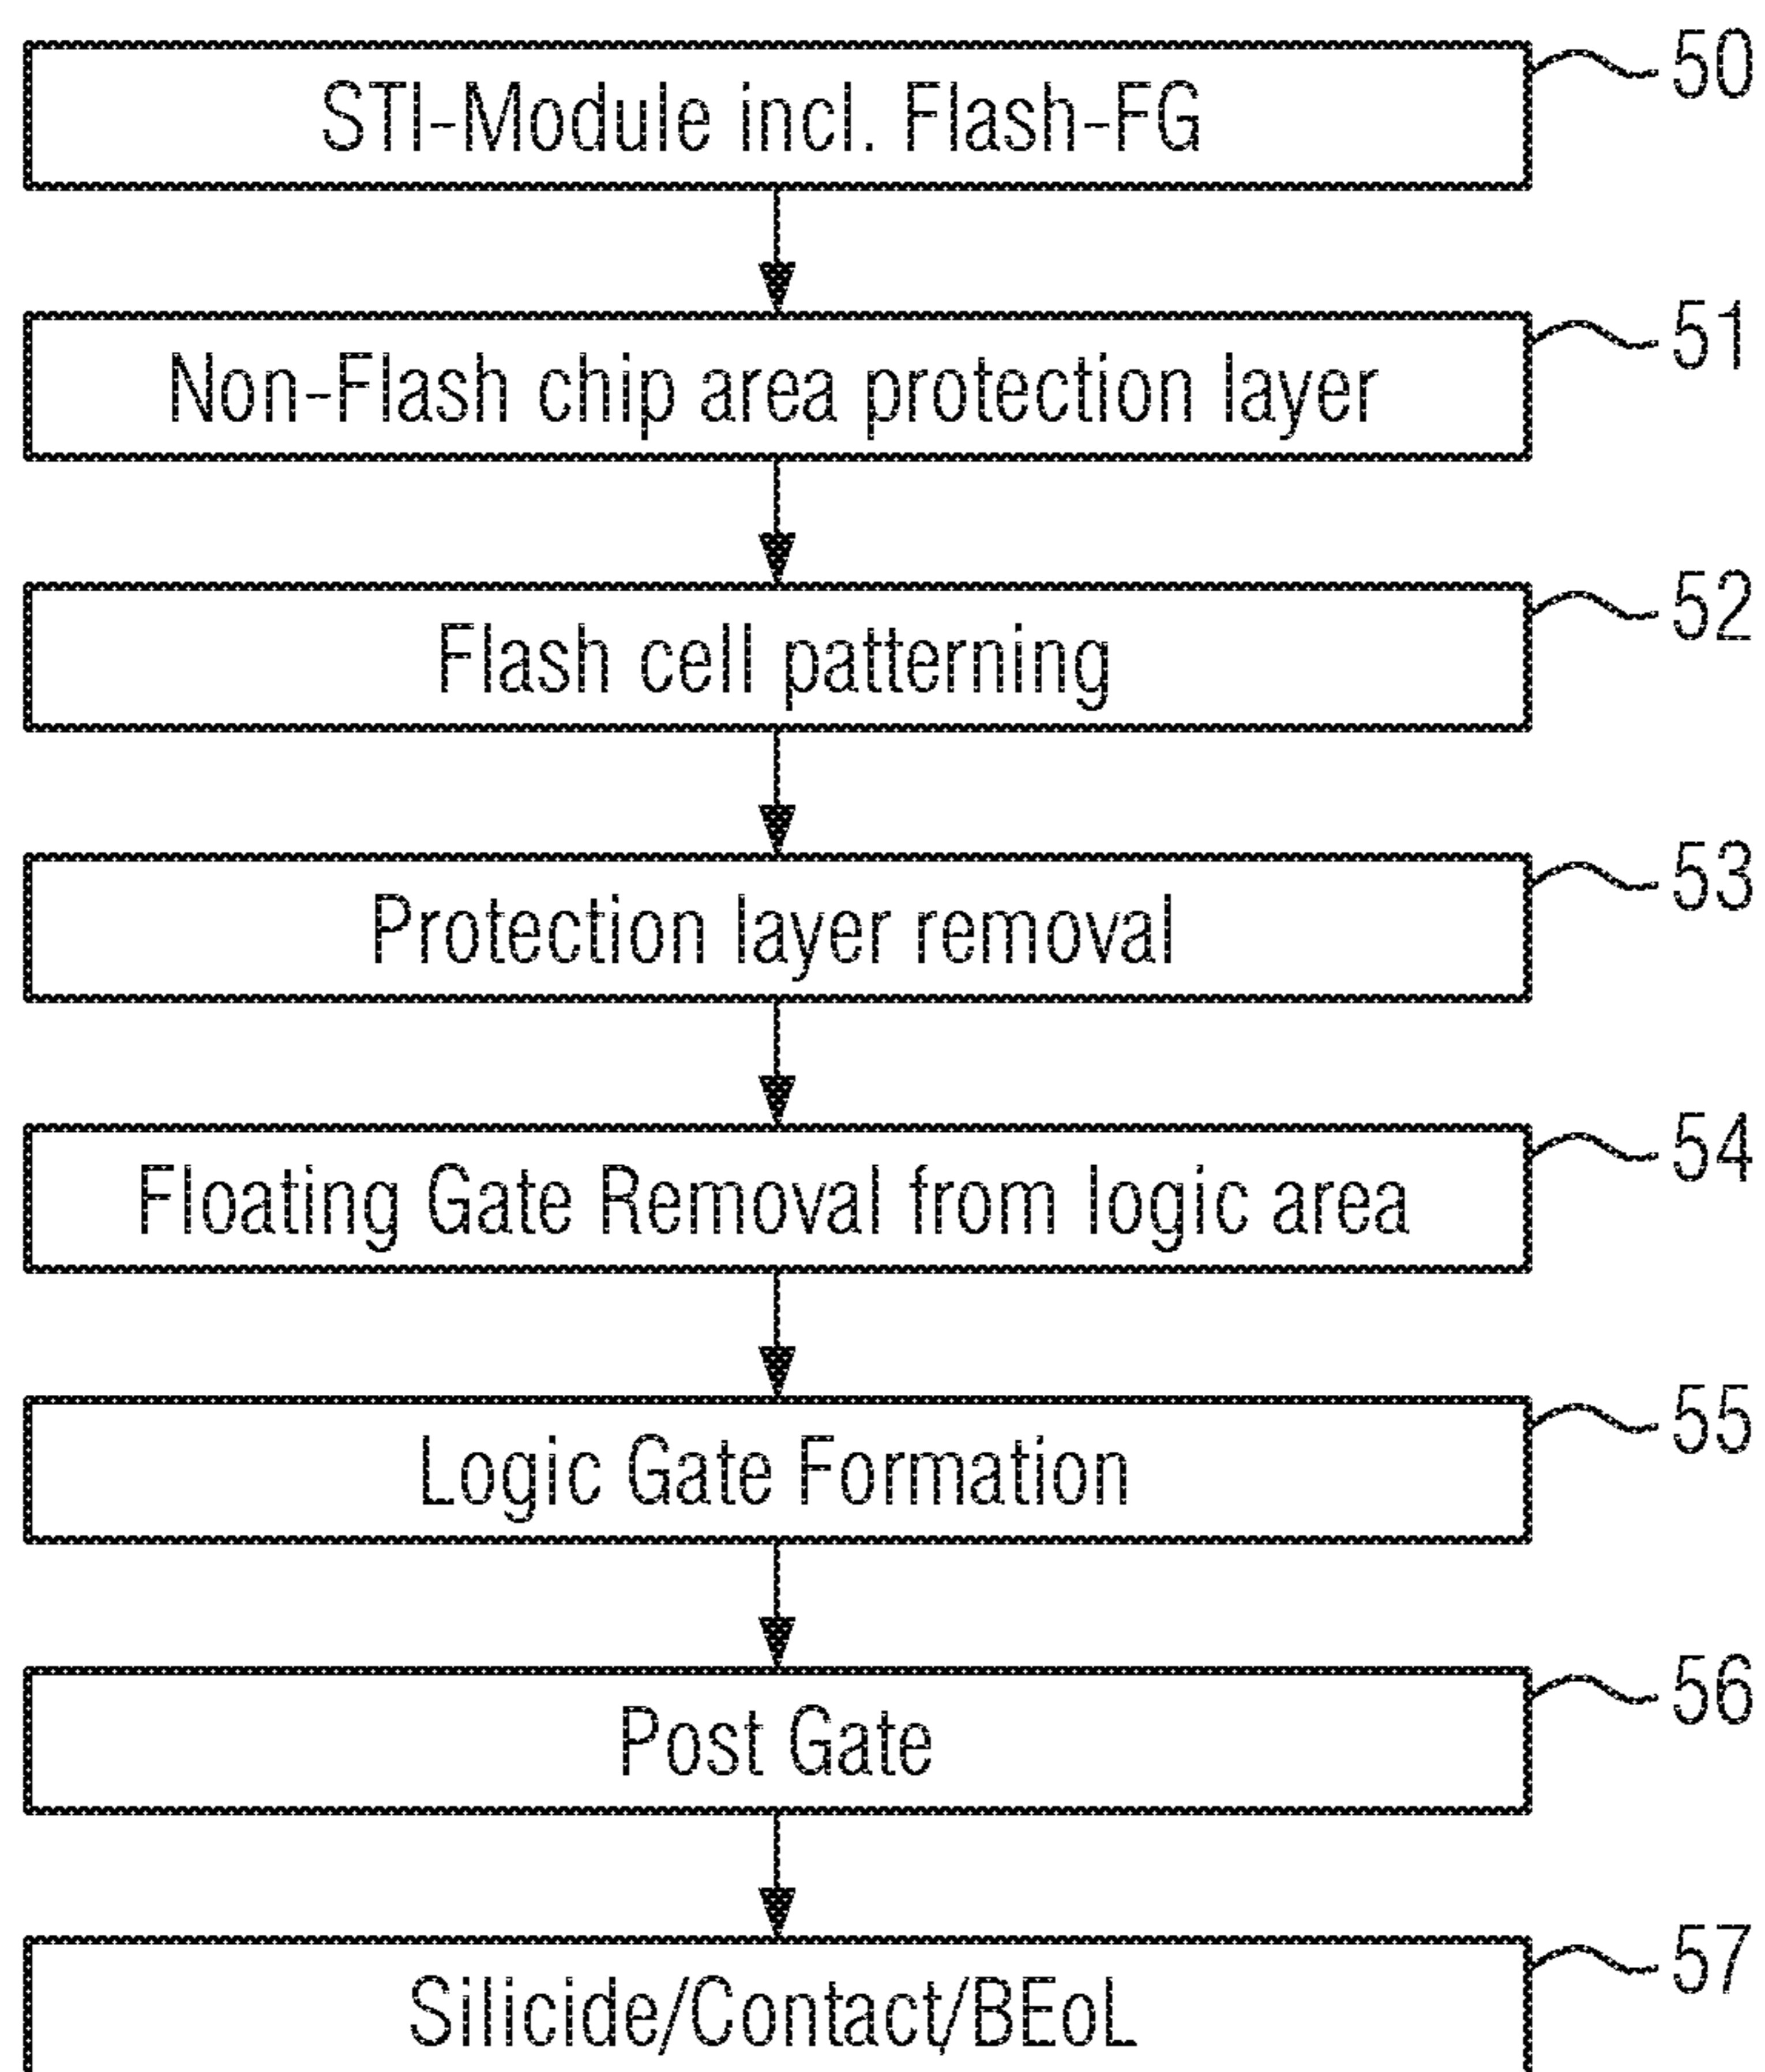 STI-Module incl. Flash-FG
50
Non-Flash chip area protection layer
51
Flash cell patterning
52
Protection layer removal
53
Floating Gate Removal from logic area
54
Logic Gate Formation
55
Post Gate
56
Silicide/Contact/BEoL
57